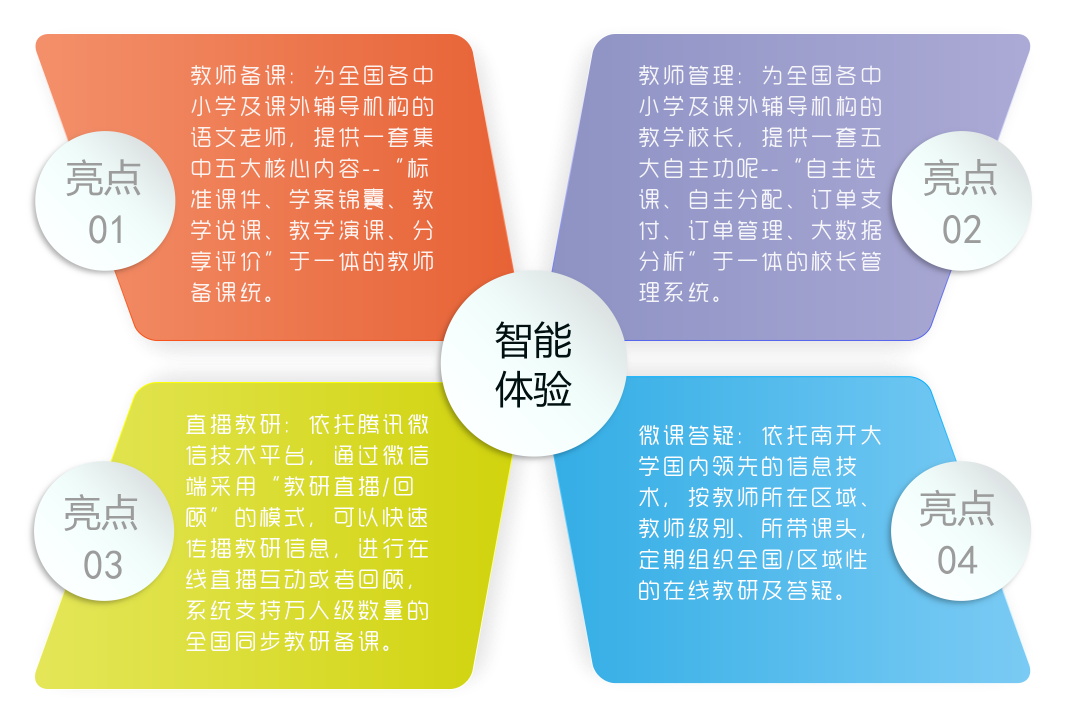 亮点
01
教师备课：为全国各中
小学及课外辅导机构的
语文老师，提供一套集
中五大核心内容--“标
准课件、学案锦囊、教
学说课、教学演课、分
享评价”于一体的教师
备课统。
亮点
02
教师管理：为全国各中
小学及课外辅导机构的
教学校长，提供一套五
大自主功呢--“自主选
课、自主分配、订单支
付、订单管理、大数据
分析”于一体的校长管
理系统。
智能
体验
亮点
03
直播教研：依托腾讯微
信技术平台，通过微信
端采用“教研直播/回
顾”的模式，可以快速
传播教研信息，进行在
线直播互动或者回顾，
系统支持万人级数量的
全国同步教研备课。
亮点
04
微课答疑：依托南开大
学国内领先的信息技
术，按教师所在区域、
教师级别、所带课头，
定期组织全国/区域性
的在线教研及答疑。